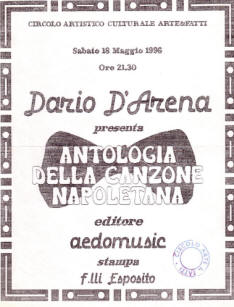 CIRCOLO ARTISTICO CULTURALE ARTE&FATTI
Sabato 18 Maggio 1996
Ore 21.30
Dario D'Arena
presenta
ANTOLOGIA
DELLA CANZONE
NAPOLETANA
editore
aedomusic
stampa
f.lli Esposito
CIRCOLO